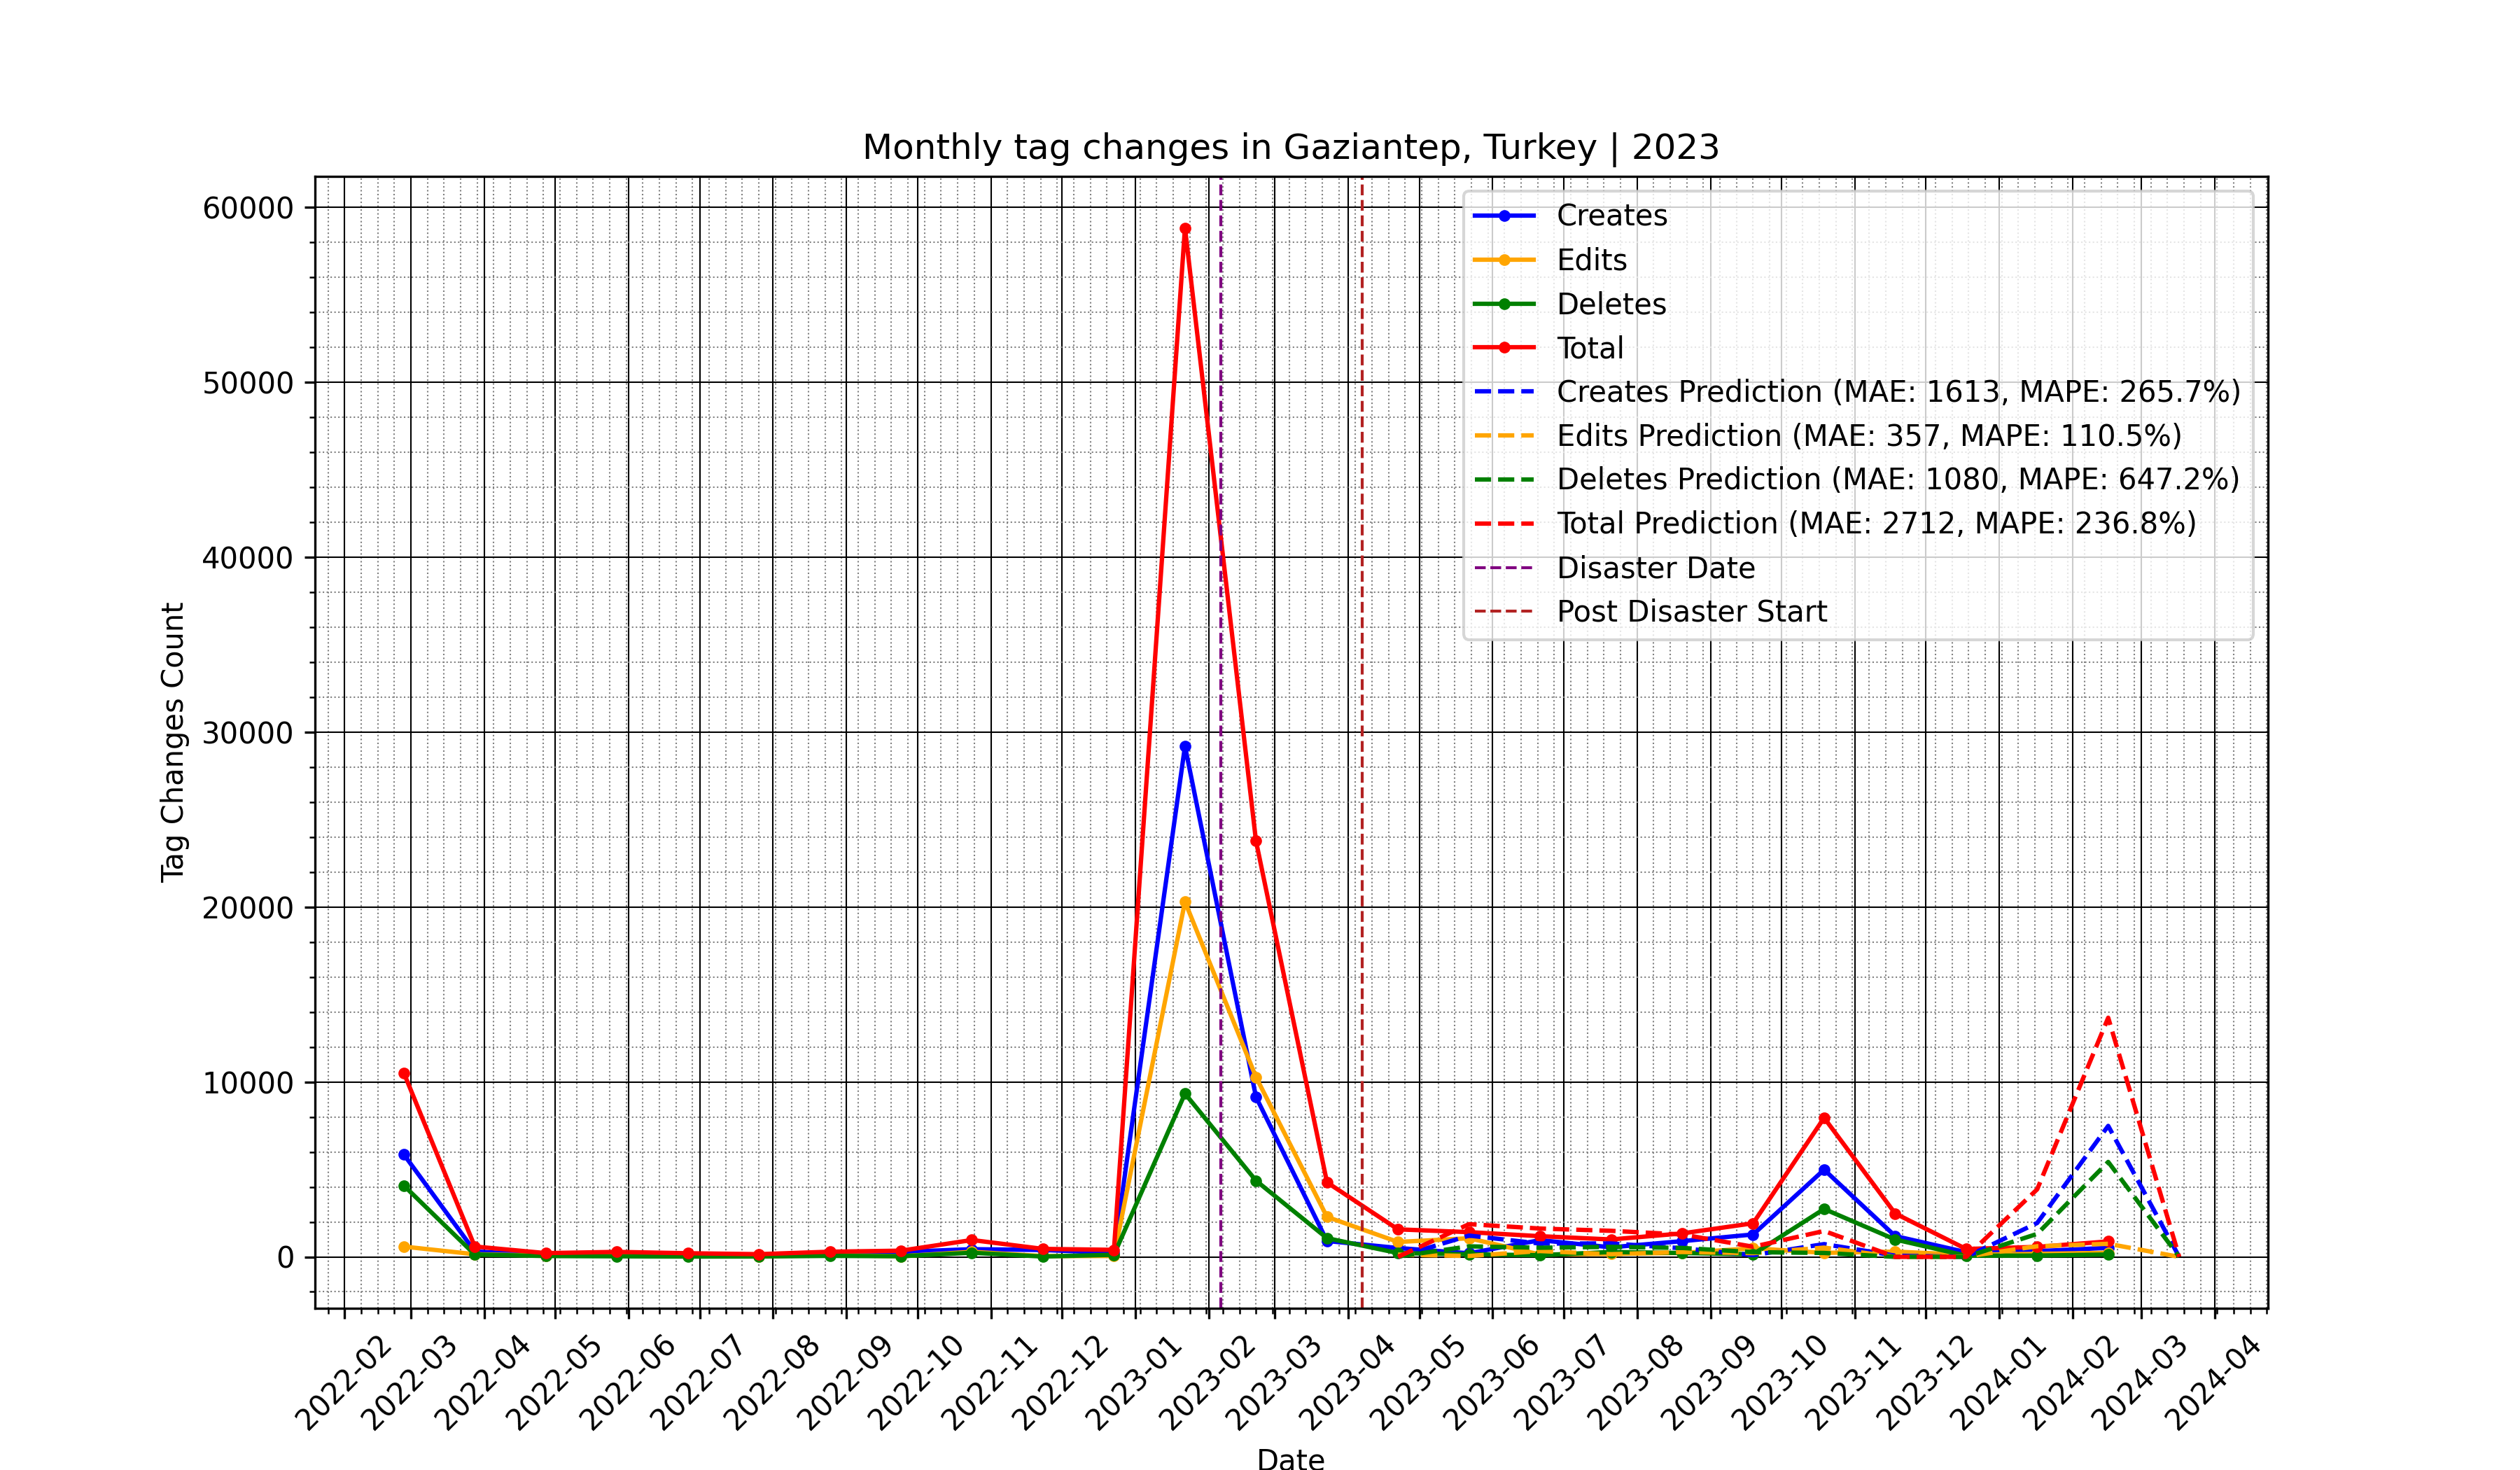 Monthly tag changes in Gaziantep, Turkey | 2023
60000
50000
40000
30000
20000
10000
0
Tag Changes Count
Creates
Edits
Deletes
Total
Creates Prediction (MAE: 1613, MAPE: 265.7%)
Edits Prediction (MAE: 357, MAPE: 110.5%)
Deletes Prediction (MAE: 1080, MAPE: 647.2%)
Total Prediction (MAE: 2712, MAPE: 236.8%)
Disaster Date
Post Disaster Start
2022-02
2022-03
2022-04
2022-05
2022-06
2022-07
2022-08
2022-09
2022-10
2022-11
2022-12
2023-01
2023-02
2023-03
2023-04
2023-05
2023-06
2023-07
2023-08
2023-09
2023-10
2023-11
2023-12
2024-01
2024-02
2024-03
2024-04
Date